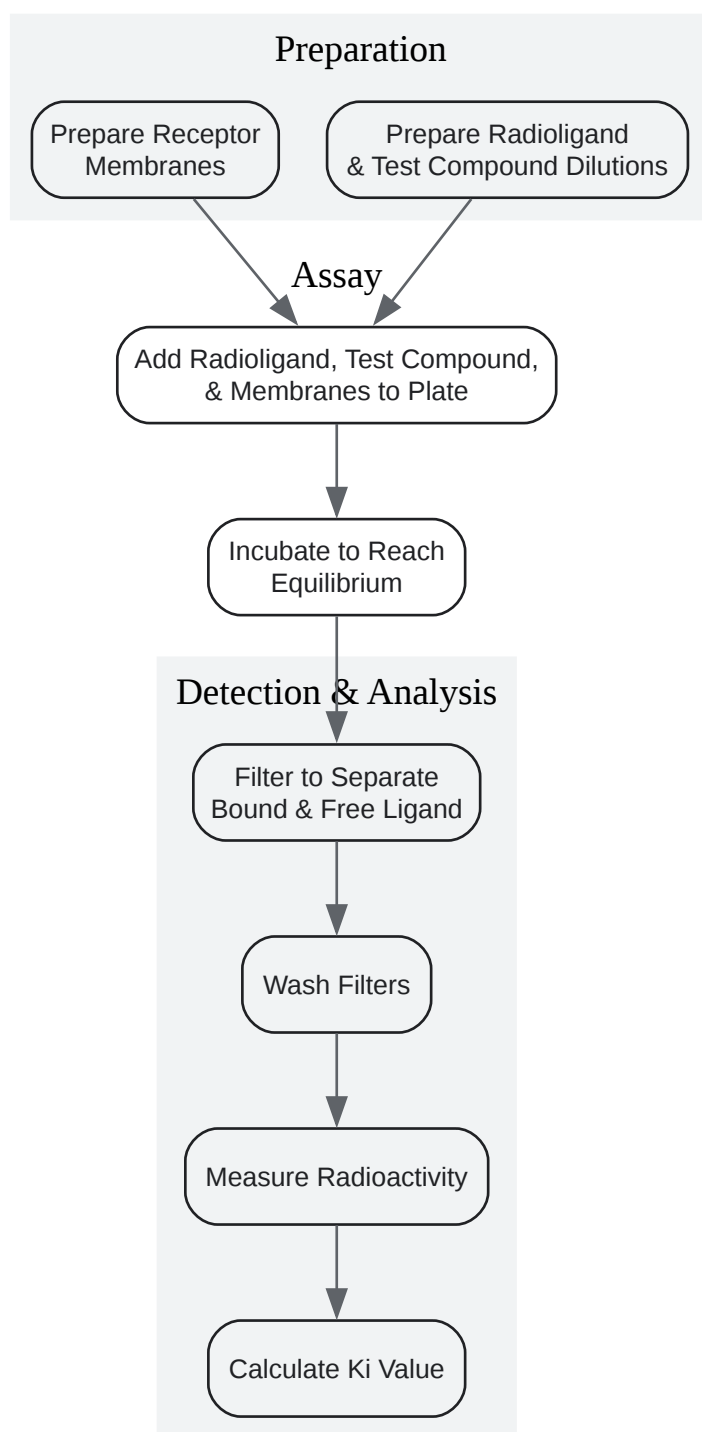 Preparation
Prepare Receptor
Membranes
Prepare Radioligand
& Test Compound Dilutions
Assay
Add Radioligand, Test Compound,
& Membranes to Plate
Incubate to Reach
Equilibrium
Detection & Analysis
Filter to Separate
Bound & Free Ligand
Wash Filters
Measure Radioactivity
Calculate Ki Value